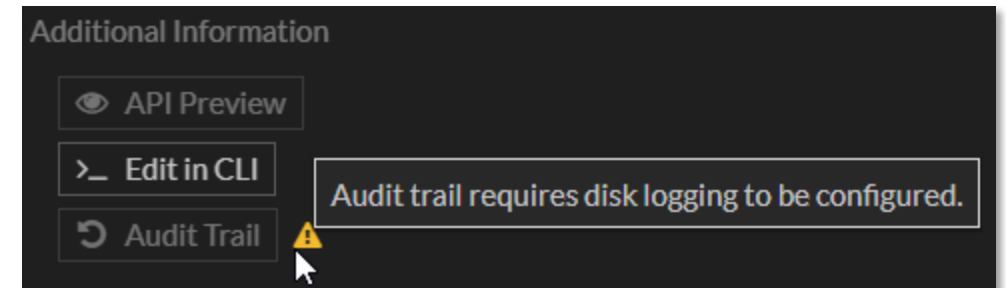 Additional Information
API Preview
>_ Edit in CLI
Audit trail requires disk logging to be configured.
Audit Trail